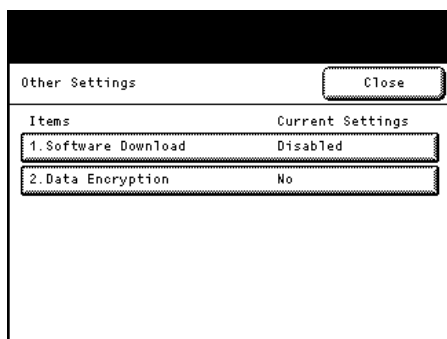 Other Settings Close
Items Current Settings
1.Software Download Disabled
2.Data Encryption No